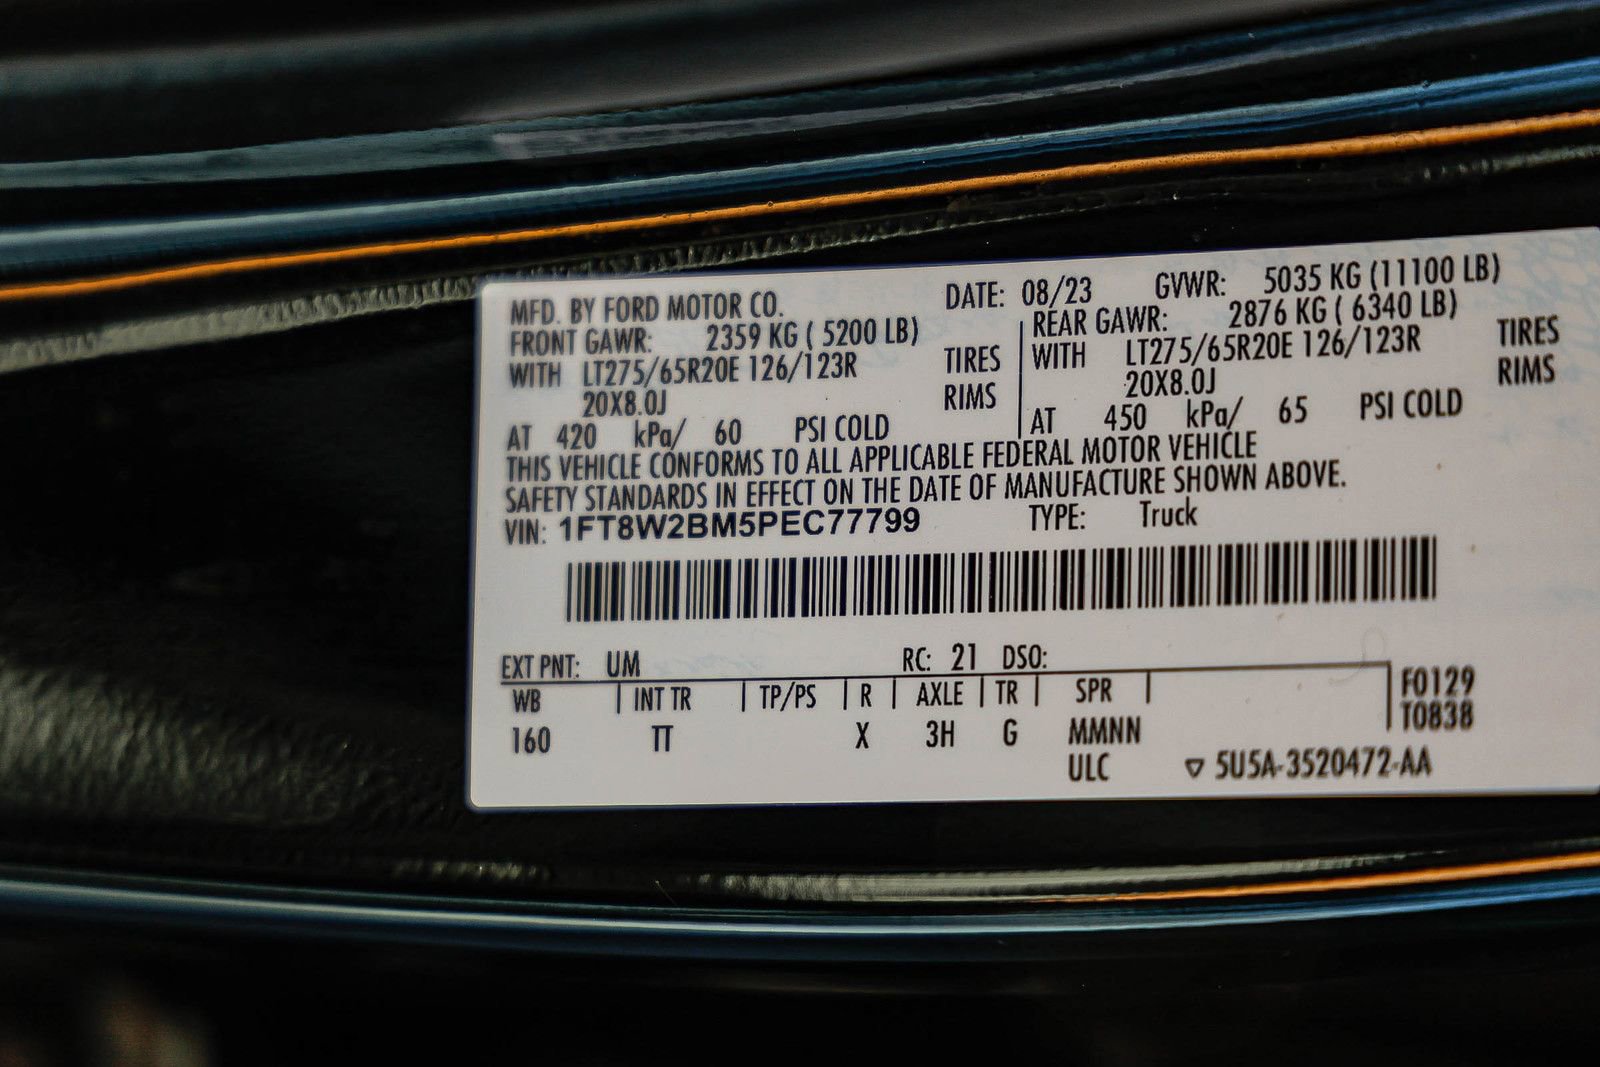 MFD. BY FORD MOTOR CO. DATE: 08/23 GVWR: 5035 KG (11100 LB)
FRONT GAWR: 2359 KG ( 5200 LB) REAR GAWR: 2876 KG ( 6340 LB)
WITH LT275/65R20E 126/123R TIRES WITH LT275/65R20E 126/123R TIRES
20X8.0J RIMS 20X8.0J RIMS
AT 420 kPa/ 60 PSI COLD AT 450 kPa/ 65 PSI COLD
THIS VEHICLE CONFORMS TO ALL APPLICABLE FEDERAL MOTOR VEHICLE
SAFETY STANDARDS IN EFFECT ON THE DATE OF MANUFACTURE SHOWN ABOVE.
VIN: 1FT8W2BM5PEC77799 TYPE: Truck
EXT PNT: UM RC: 21 DSO:
WB INT TR TP/PS R AXLE TR SPR F0129
160 TT X 3H G MMNN T0838
ULC ▽ 5U5A-3520472-AA